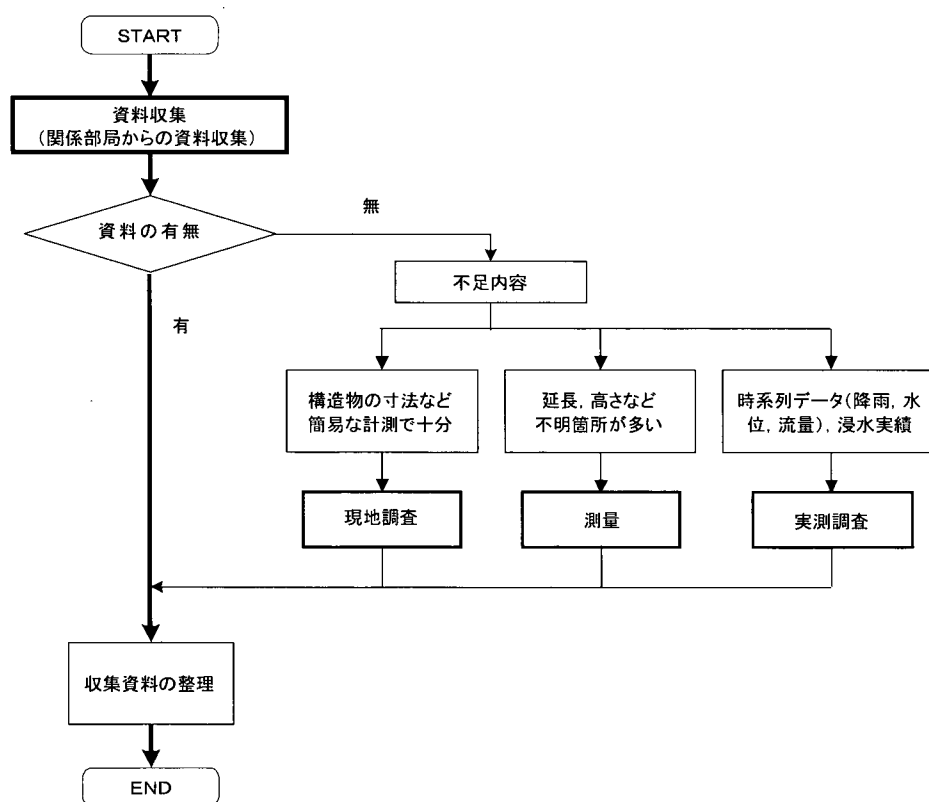 START
資料収集
(関係部局からの資料収集)
資料の有無
無
不足内容
有
構造物の寸法など
簡易な計測で十分
延長,高さなど
不明箇所が多い
時系列データ(降雨,水
位,流量),浸水実績
現地調査
測量
実測調査
収集資料の整理
END